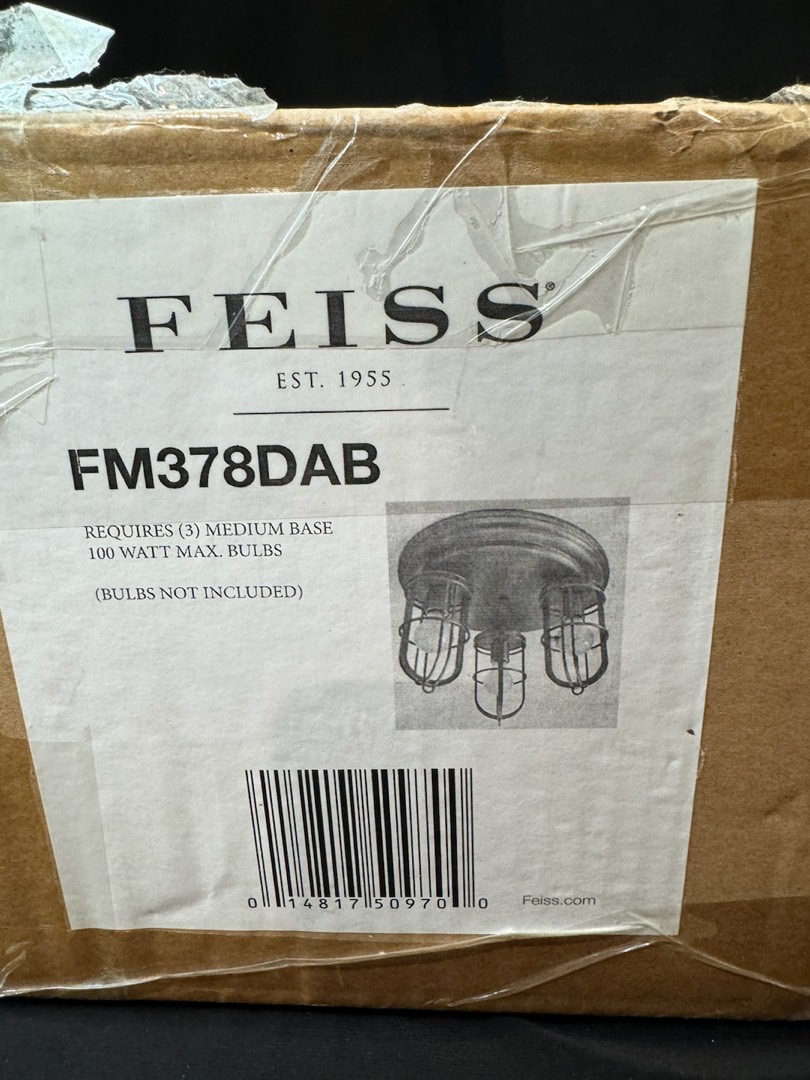 FEISS®
EST. 1955
FM378DAB
REQUIRES (3) MEDIUM BASE
100 WATT MAX. BULBS
(BULBS NOT INCLUDED)
0 14817 50970 0
Feiss.com